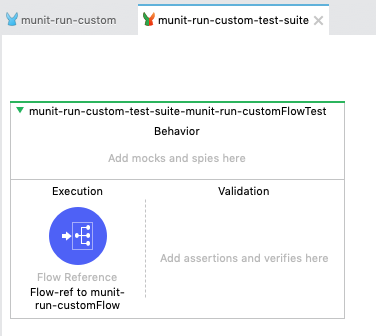 munit-run-custom
munit-run-custom-test-suite
munit-run-custom-test-suite-munit-run-customFlowTest
Behavior
Add mocks and spies here
Execution
Validation
Flow Reference
Flow-ref to munit-
run-customFlow
Add assertions and verifies here